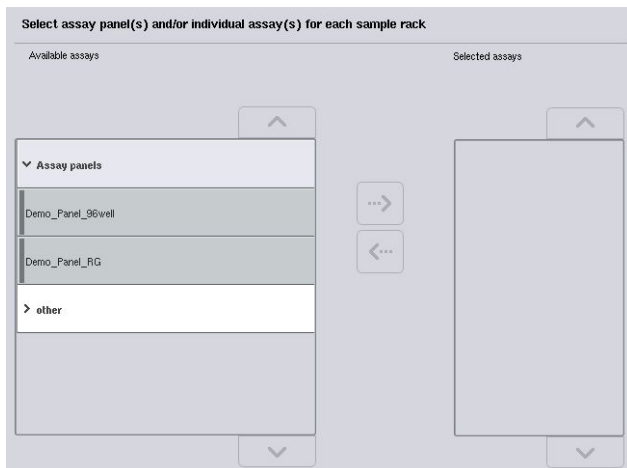 Select assay panel(s) and/or individual assay(s) for each sample rack
Available assays
Selected assays
Assay panels
Demo_Panel_96well
Demo_Panel_RG
other